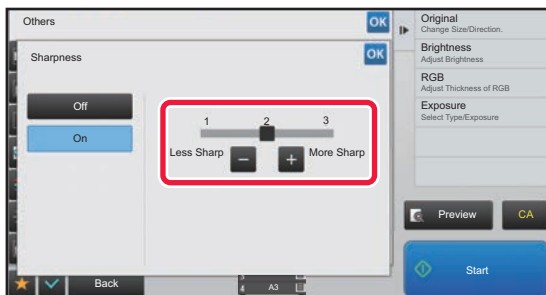 Others
OK
Sharpness
OK
Off
On
1 2 3
Less Sharp − + More Sharp
Back
4 A3
Original
Change Size/Direction.
Brightness
Adjust Brightness
RGB
Adjust Thickness of RGB
Exposure
Select Type/Exposure
Preview
CA
Start